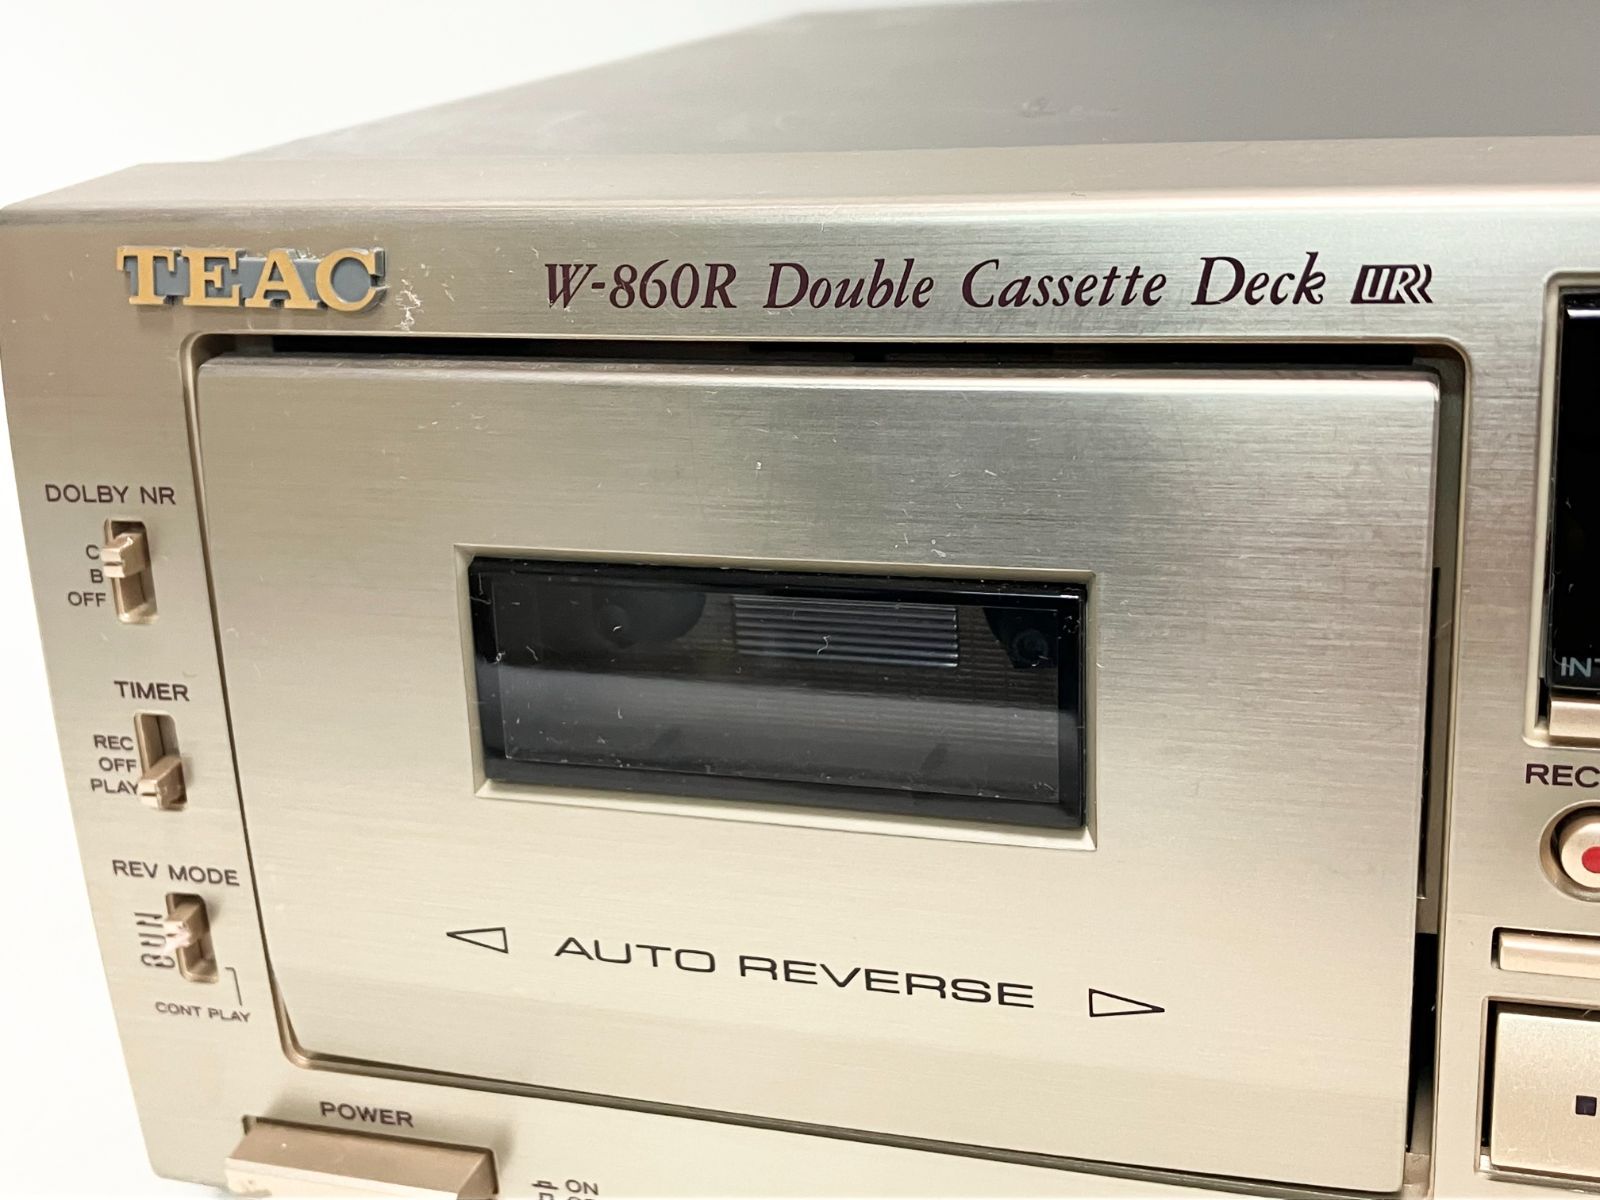 TEAC
W-860R Double Cassette Deck
DOLBY NR
C
B
OFF
TIMER
REC
OFF
PLAY
REV MODE
CONT PLAY
AUTO REVERSE
POWER
ON
REC